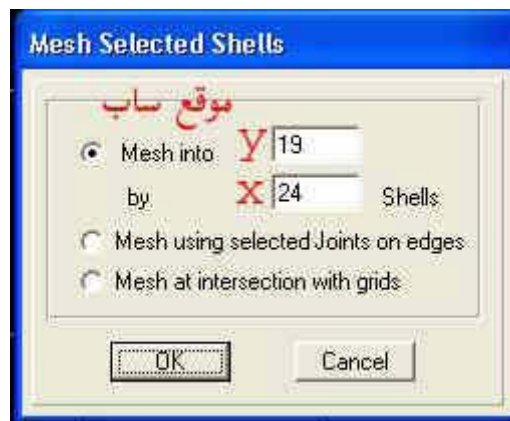 Mesh Selected Shells
موقع ساب
Mesh into y 19
by x 24 Shells
Mesh using selected Joints on edges
Mesh at intersection with grids
OK Cancel